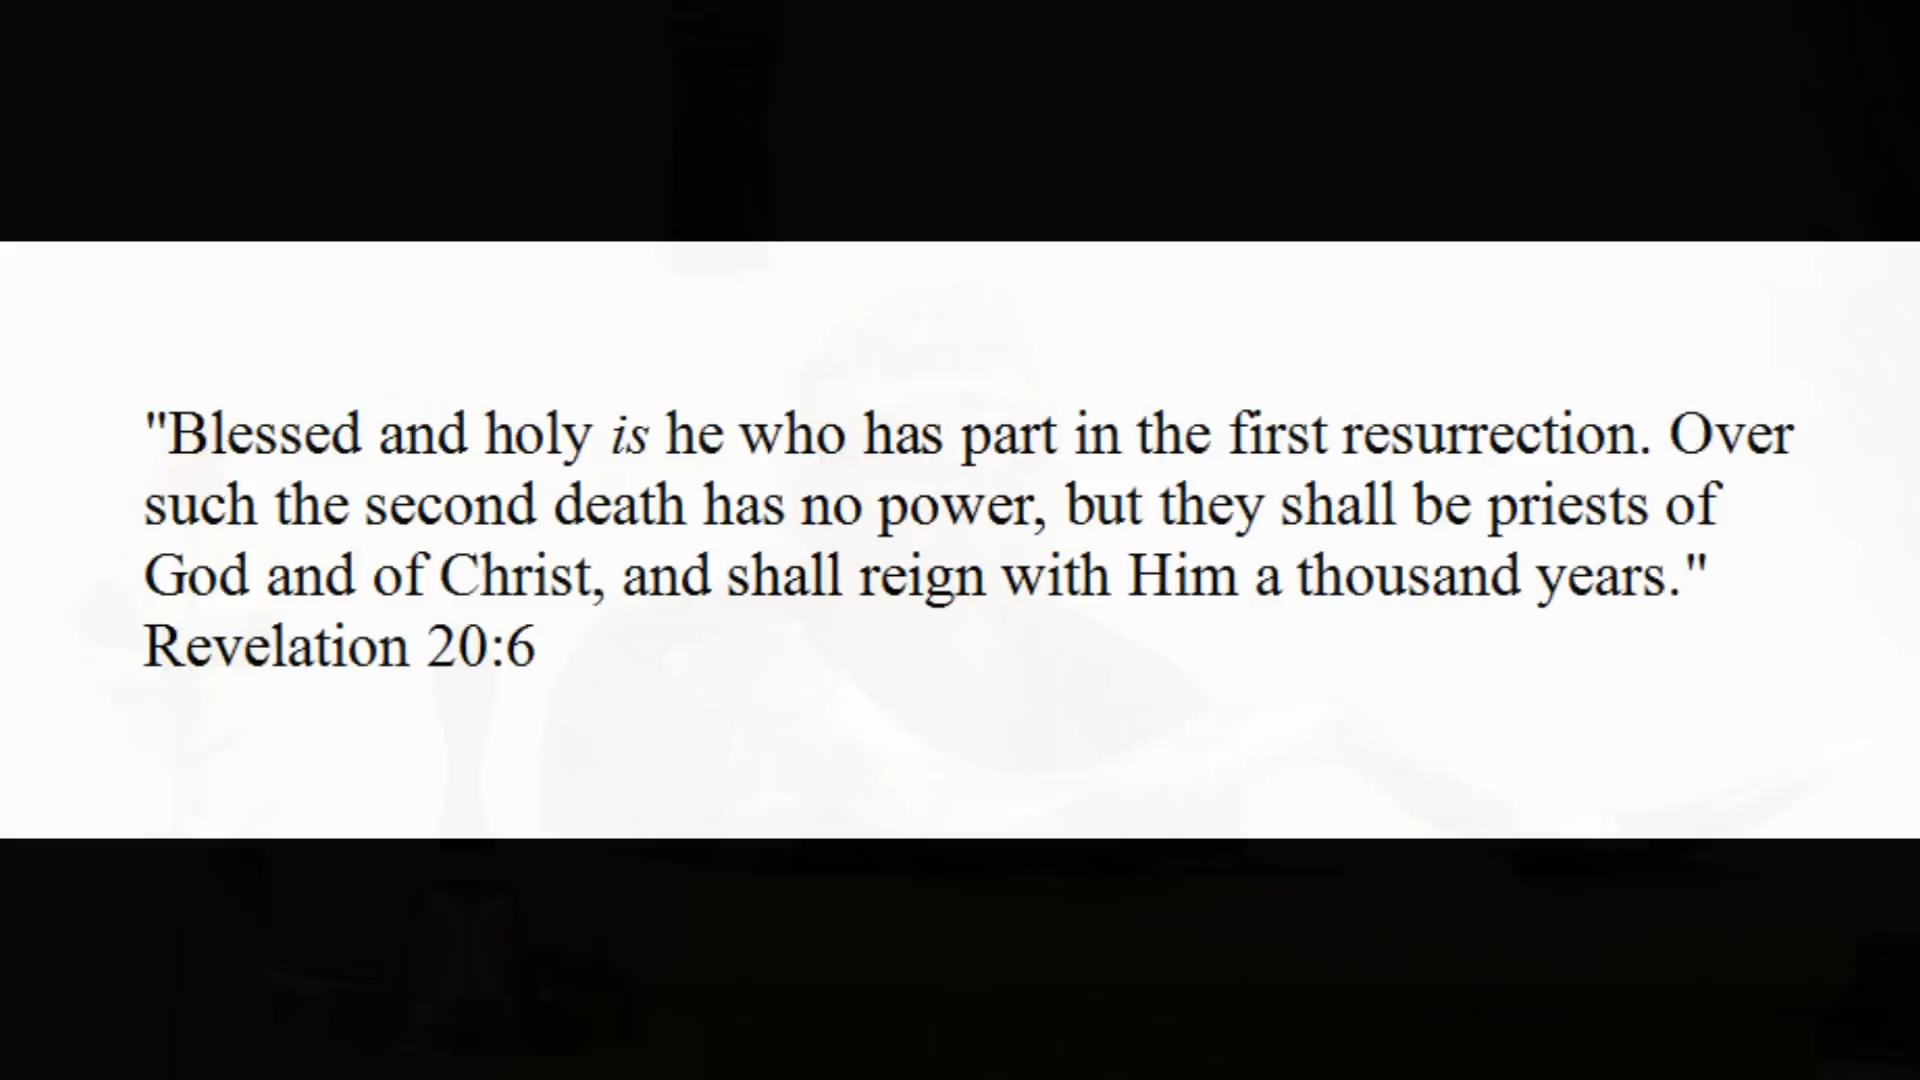 "Blessed and holy is he who has part in the first resurrection. Over
such the second death has no power, but they shall be priests of
God and of Christ, and shall reign with Him a thousand years."
Revelation 20:6